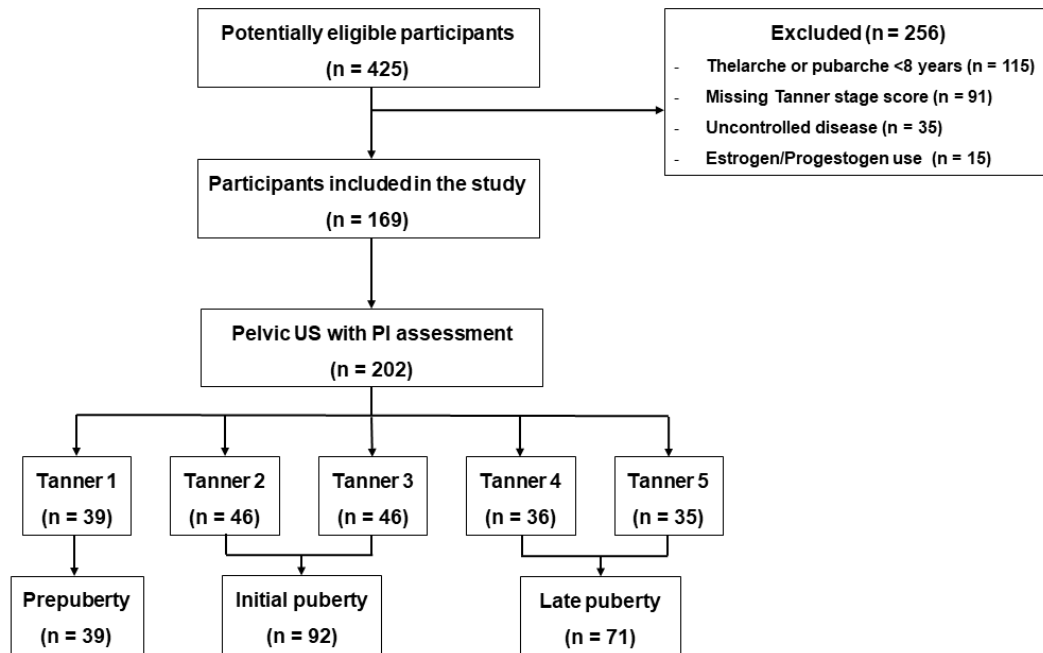 Potentially eligible participants
(n = 425)
Excluded (n = 256)
- Thelarche or pubarche <8 years (n = 115)
- Missing Tanner stage score (n = 91)
- Uncontrolled disease (n = 35)
- Estrogen/Progestogen use (n = 15)
Participants included in the study
(n = 169)
Pelvic US with PI assessment
(n = 202)
Tanner 1
(n = 39)
Tanner 2
(n = 46)
Tanner 3
(n = 46)
Tanner 4
(n = 36)
Tanner 5
(n = 35)
Prepuberty
(n = 39)
Initial puberty
(n = 92)
Late puberty
(n = 71)